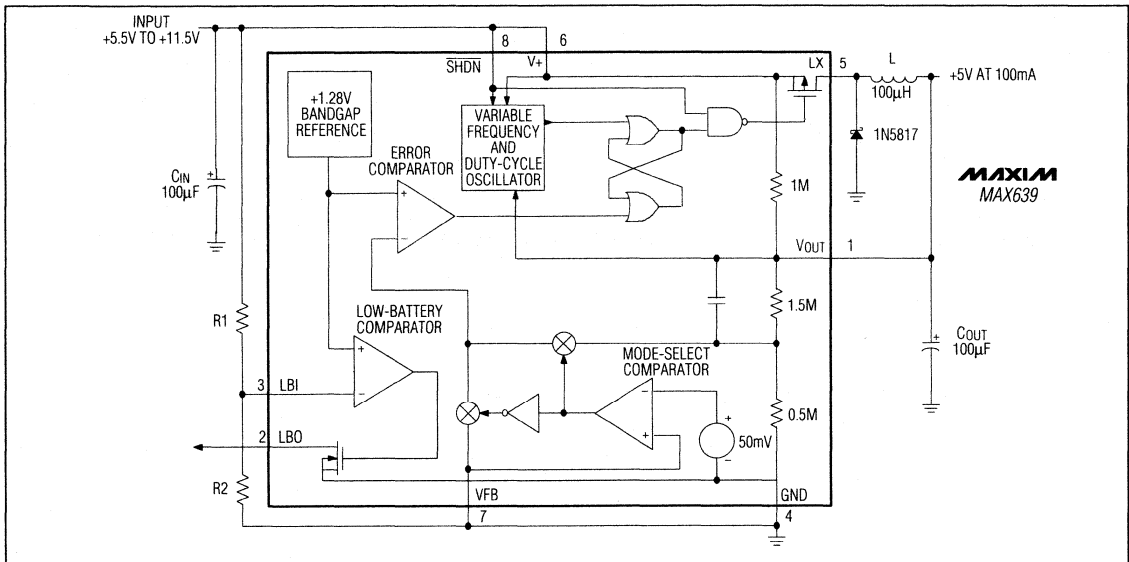 INPUT
+5.5V TO +11.5V
8
6
SHDN
V+
LX
5
L
100µH
+5V AT 100mA
+1.28V
BANDGAP
REFERENCE
VARIABLE
FREQUENCY
AND
DUTY-CYCLE
OSCILLATOR
1N5817
ERROR
COMPARATOR
CIN
100µF
+
+
−
1M
MAXIM
MAX639
VOUT
1
R1
LOW-BATTERY
COMPARATOR
1.5M
+
COUT
100µF
+
−
MODE-SELECT
COMPARATOR
3
LBI
−
+
+
50mV
−
0.5M
2
LBO
R2
VFB
7
GND
4